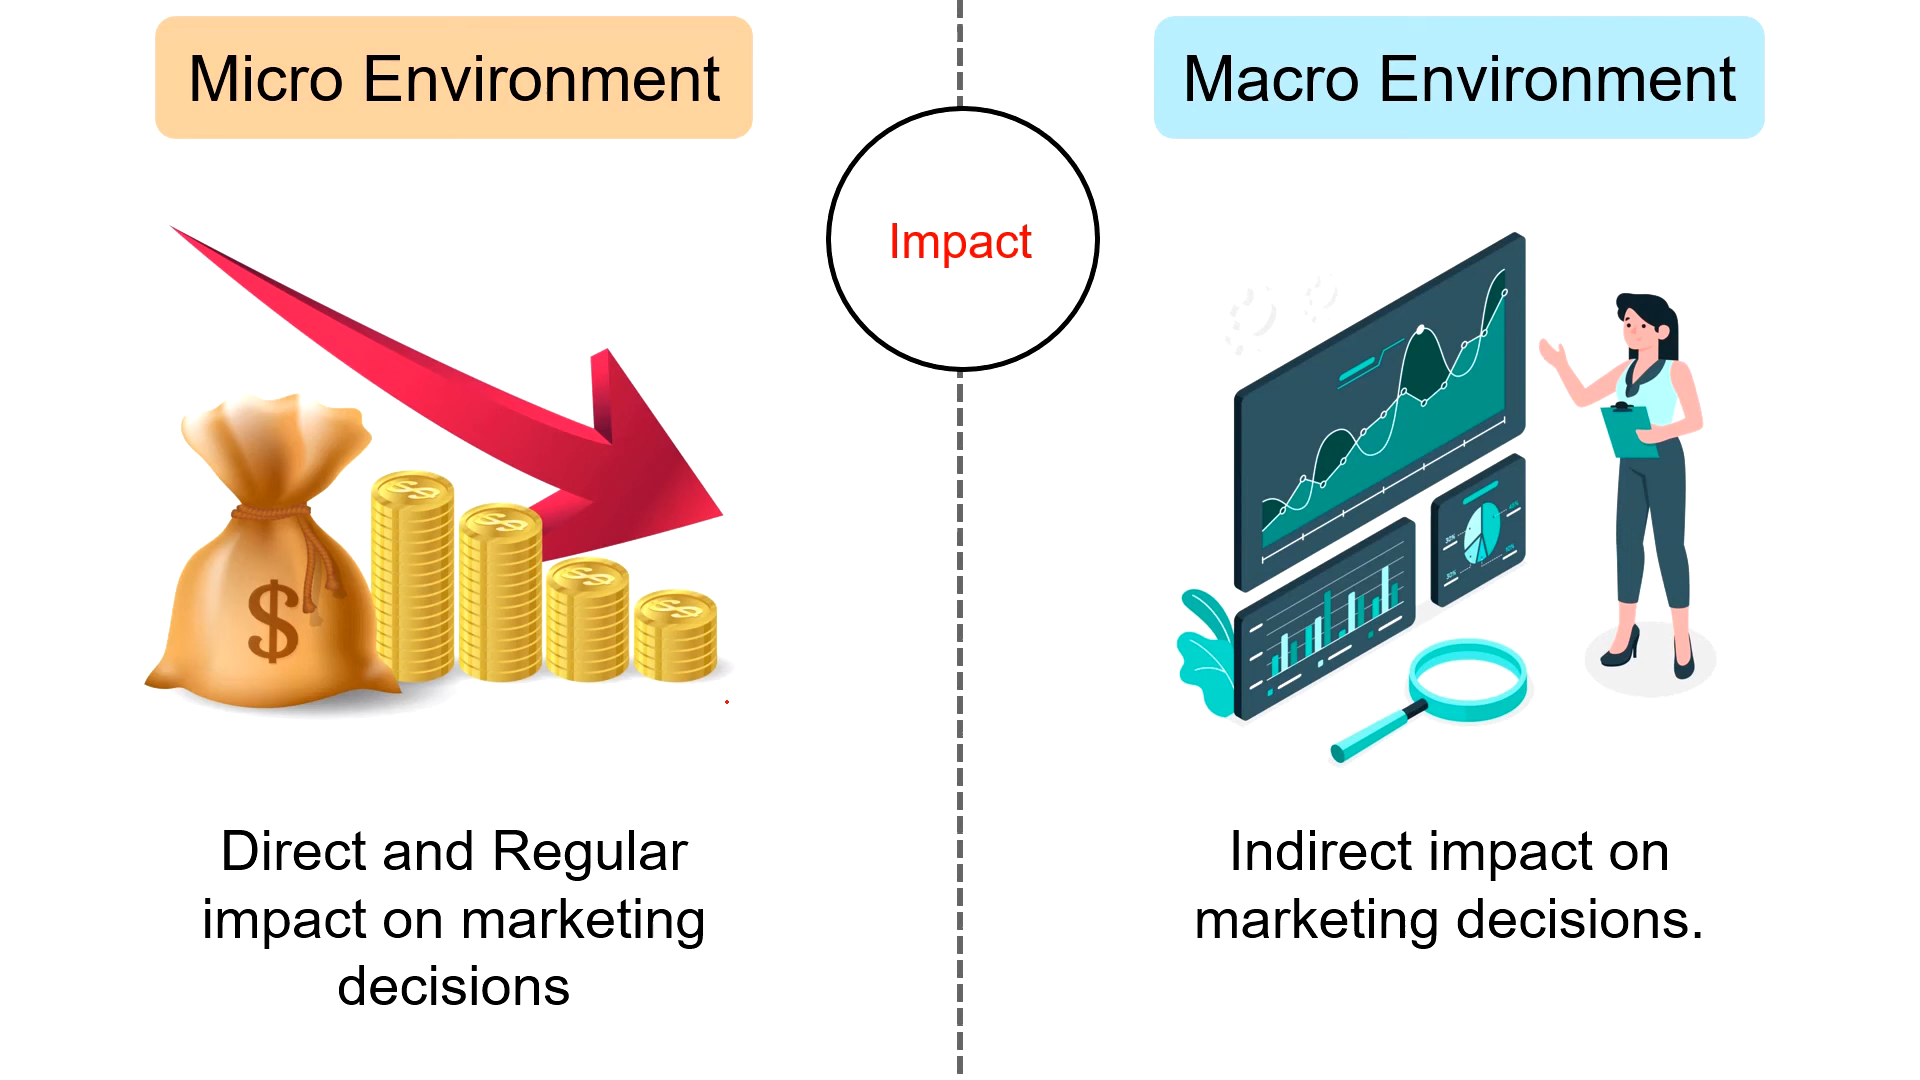 Micro Environment
Macro Environment
Impact
$
Direct and Regular
impact on marketing
decisions
Indirect impact on
marketing decisions.